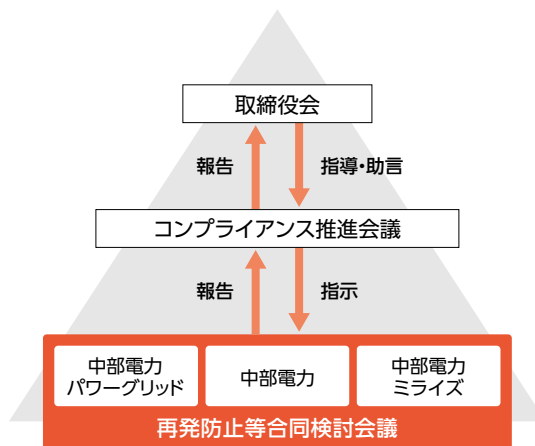 取締役会
報告
指導・助言
コンプライアンス推進会議
報告
指示
中部電力
パワーグリッド
中部電力
中部電力
ミライズ
再発防止等合同検討会議